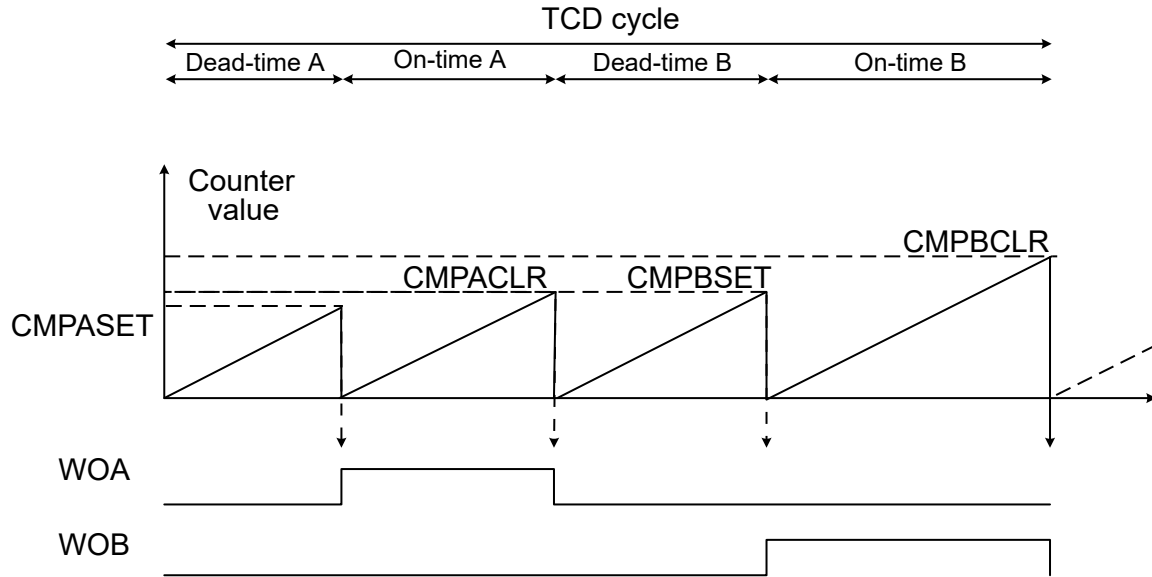 TCD cycle
Dead-time A
On-time A
Dead-time B
On-time B
Counter
value
CMPBCLR
CMPACLR
CMPBSET
CMPASET
WOA
WOB